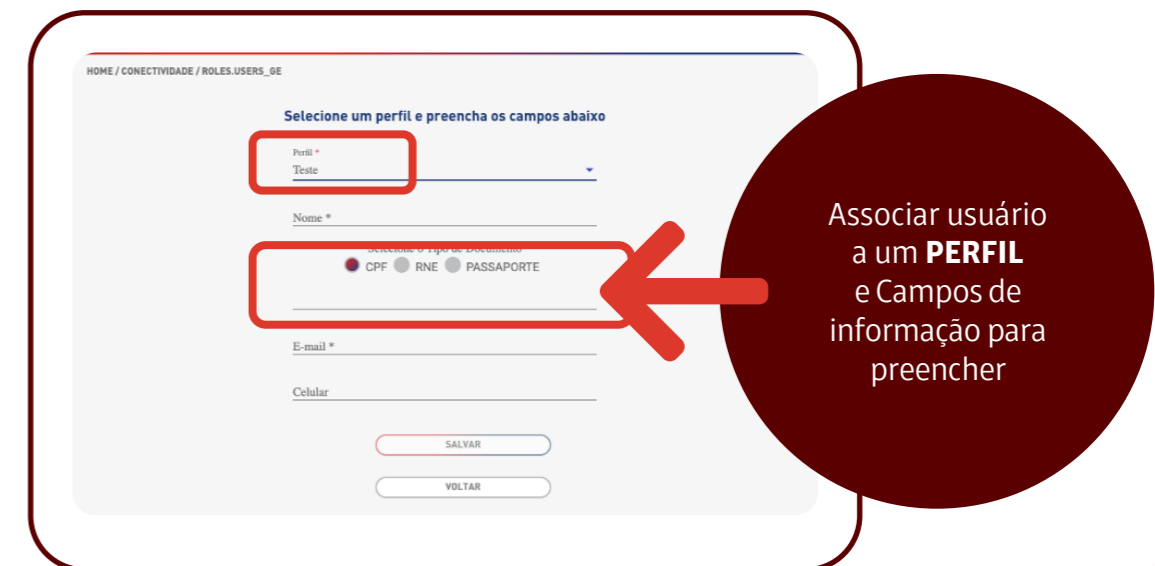 HOME / CONECTIVIDADE / ROLES.USERS_GE
Selecione um perfil e preencha os campos abaixo
Perfil *
Teste
Nome *
Selecione o Tipo de Documento
CPF RNE PASSAPORTE
E-mail *
Celular
SALVAR
VOLTAR
Associar usuário
a um PERFIL
e Campos de
informação para
preencher